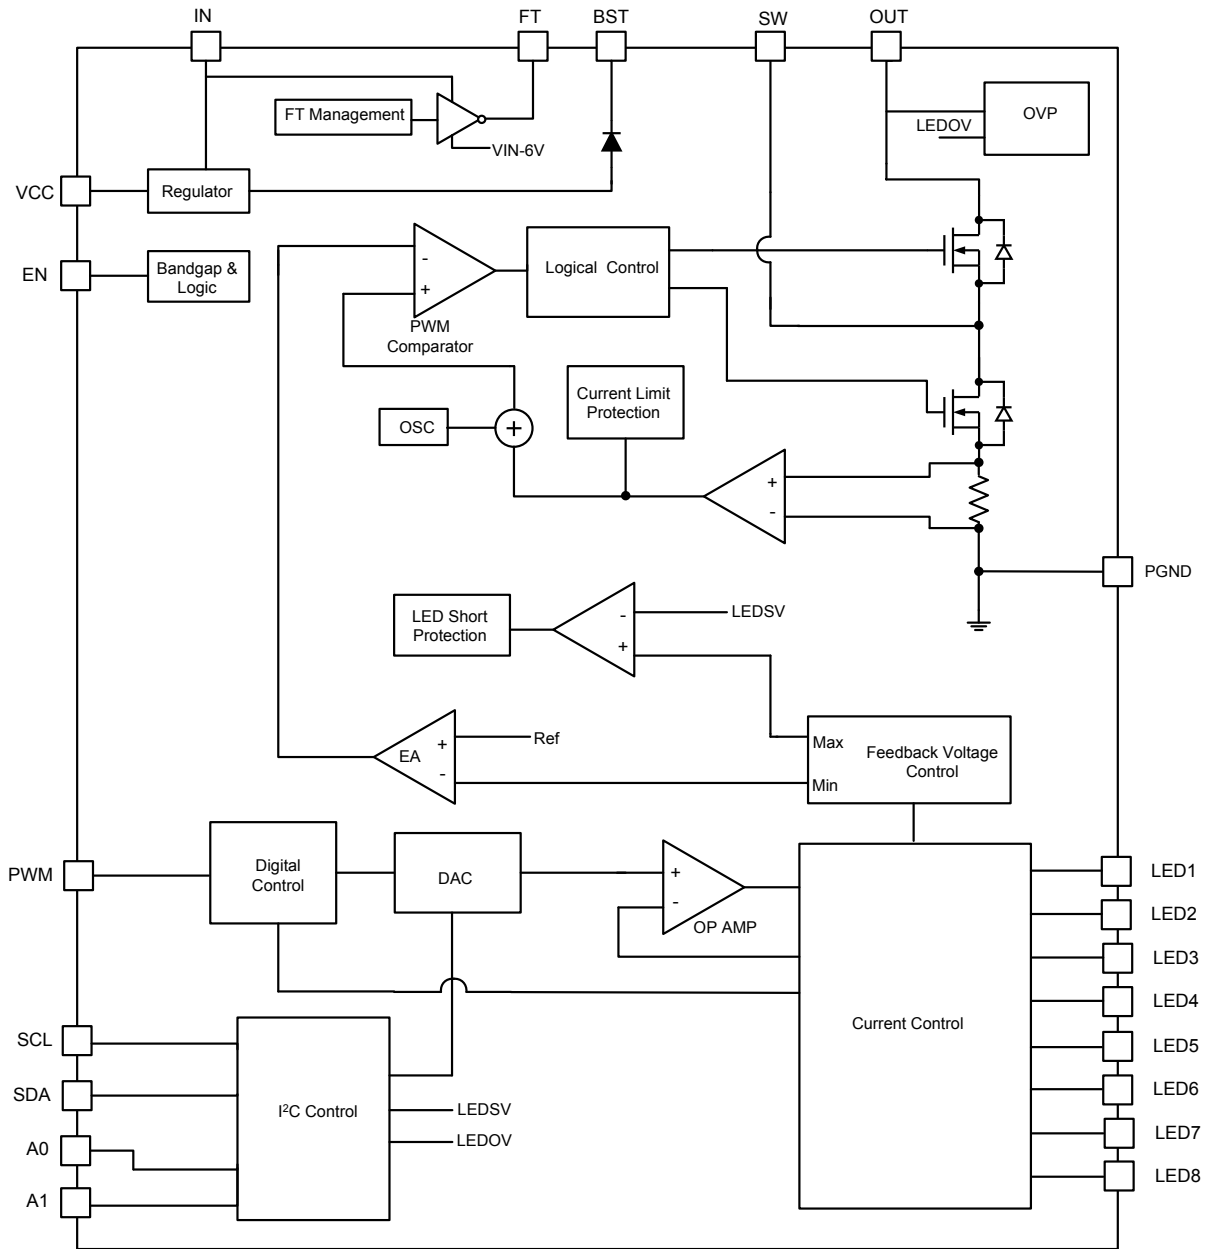 IN
FT
BST
SW
OUT
FT Management
VIN-6V
LEDOV
OVP
VCC
Regulator
EN
Bandgap &
Logic
-
+
PWM
Comparator
Logical Control
OSC
+
Current Limit
Protection
+
-
PGND
LED Short
Protection
-
+
LEDSV
EA
+
-
Ref
Max
Min
Feedback Voltage
Control
PWM
Digital
Control
DAC
+
-
OP AMP
Current Control
LED1
LED2
LED3
LED4
LED5
LED6
LED7
LED8
SCL
SDA
A0
A1
I²C Control
LEDSV
LEDOV